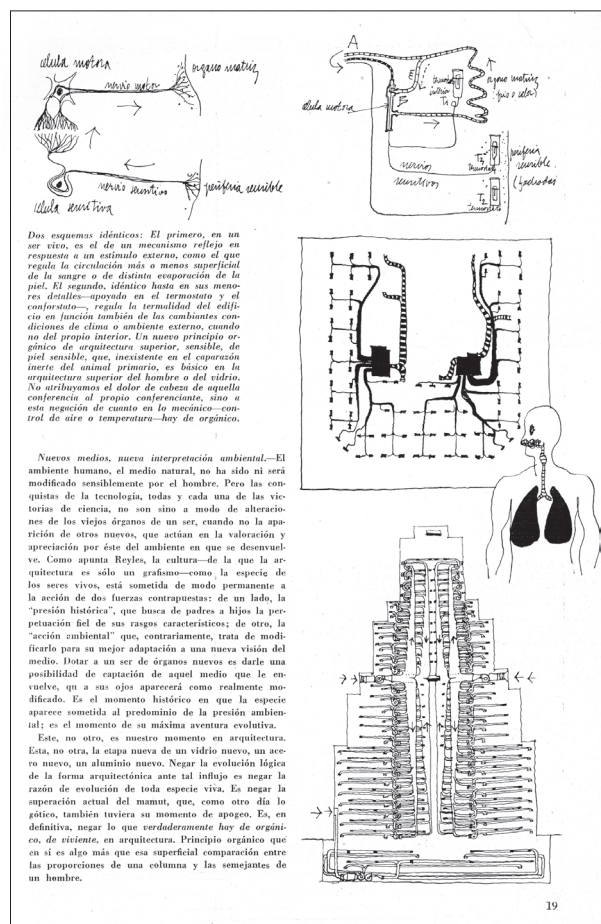 celula motora
nervio motor
organo motriz
nervio sensitivo
periferia sensible
celula sensitiva
A
celula motora
termostato
interior
T1
organo motriz
(frio o calor)
nervios
sensitivos
T3
T2
periferia
sensible
(fachadas
Dos esquemas idénticos: El primero, en un
ser vivo, es el de un mecanismo reflejo en
respuesta a un estímulo externo, como el que
regula la circulación más o menos superficial
de la sangre o de distinta evaporación de la
piel. El segundo, idéntico hasta en sus meno-
res detalles—apoyado en el termostato y el
conforstato—, regula la termalidad del edifi-
cio en función también de las cambiantes con-
diciones de clima o ambiente externo, cuando
no del propio interior. Un nuevo principio or-
gánico de arquitectura superior, sensible, de
piel sensible, que, inexistente en el caparazón
inerte del animal primario, es básico en la
arquitectura superior del hombre o del vidrio.
No atribuyamos el dolor de cabeza de aquella
conferencia al propio conferenciante, sino a
esta negación de cuanto en lo mecánico—con-
trol de aire o temperatura—hay de orgánico.
Nuevos medios, nueva interpretación ambiental.—El
ambiente humano, el medio natural, no ha sido ni será
modificado sensiblemente por el hombre. Pero las con-
quistas de la tecnología, todas y cada una de las vic-
torias de ciencia, no son sino a modo de alteracio-
nes de los viejos órganos de un ser, cuando no la apa-
rición de otros nuevos, que actúan en la valoración y
apreciación por éste del ambiente en que se desenvuel-
ve. Como apunta Reyles, la cultura—de la que la ar-
quitectura es sólo un grafismo—como la especie de
los seres vivos, está sometida de modo permanente a
la acción de dos fuerzas contrapuestas: de un lado, la
"presión histórica", que busca de padres a hijos la per-
petuación fiel de sus rasgos característicos; de otro, la
"acción ambiental" que, contrariamente, trata de modi-
ficarlo para su mejor adaptación a una nueva visión del
medio. Dotar a un ser de órganos nuevos es darle una
posibilidad de captación de aquel medio que le en-
vuelve, qu a sus ojos aparecerá como realmente mo-
dificado. Es el momento histórico en que la especie
aparece sometida al predominio de la presión ambien-
tal; es el momento de su máxima aventura evolutiva.
Este, no otro, es nuestro momento en arquitectura.
Esta, no otra, la etapa nueva de un vidrio nuevo, un ace-
ro nuevo, un aluminio nuevo. Negar la evolución lógica
de la forma arquitectónica ante tal influjo es negar la
razón de evolución de toda especie viva. Es negar la
superación actual del mamut, que, como otro día lo
gótico, también tuviera su momento de apogeo. Es, en
definitiva, negar lo que verdaderamente hay de orgáni-
co, de viviente, en arquitectura. Principio orgánico que
en sí es algo más que esa superficial comparación entre
las proporciones de una columna y las semejantes de
un hombre.
19